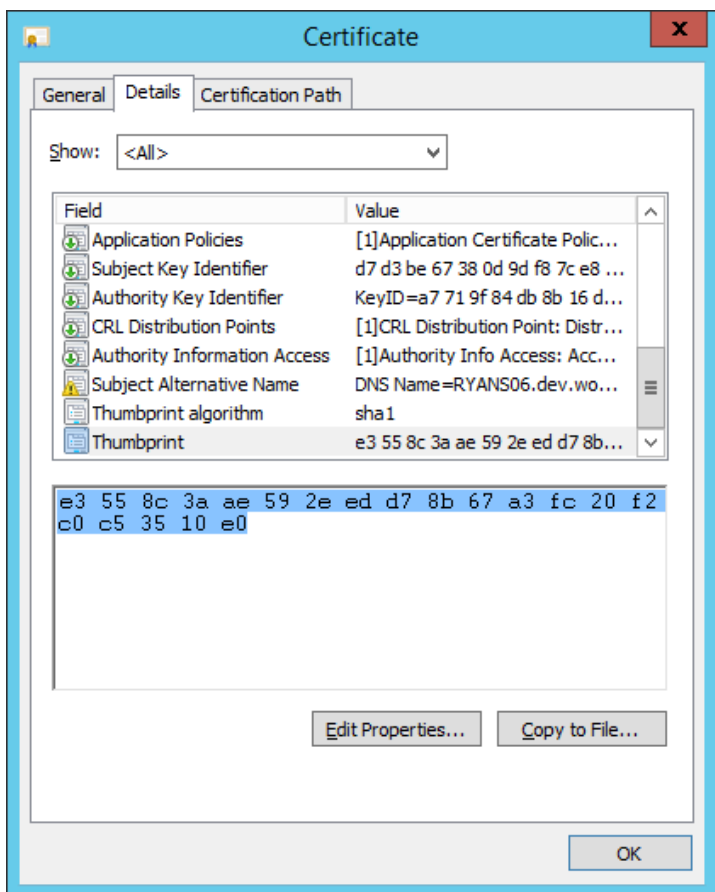 Certificate
x
General Details Certification Path
Show: <All>
Field Value
Application Policies [1]Application Certificate Polic...
Subject Key Identifier d7 d3 be 67 38 0d 9d f8 7c e8 ...
Authority Key Identifier KeyID=a7 71 9f 84 db 8b 16 d...
CRL Distribution Points [1]CRL Distribution Point: Distr...
Authority Information Access [1]Authority Info Access: Acc...
Subject Alternative Name DNS Name=RYANS06.dev.wo...
Thumbprint algorithm sha1
Thumbprint e3 55 8c 3a ae 59 2e ed d7 8b...
e3 55 8c 3a ae 59 2e ed d7 8b 67 a3 fc 20 f2
c0 c5 35 10 e0
Edit Properties... Copy to File...
OK